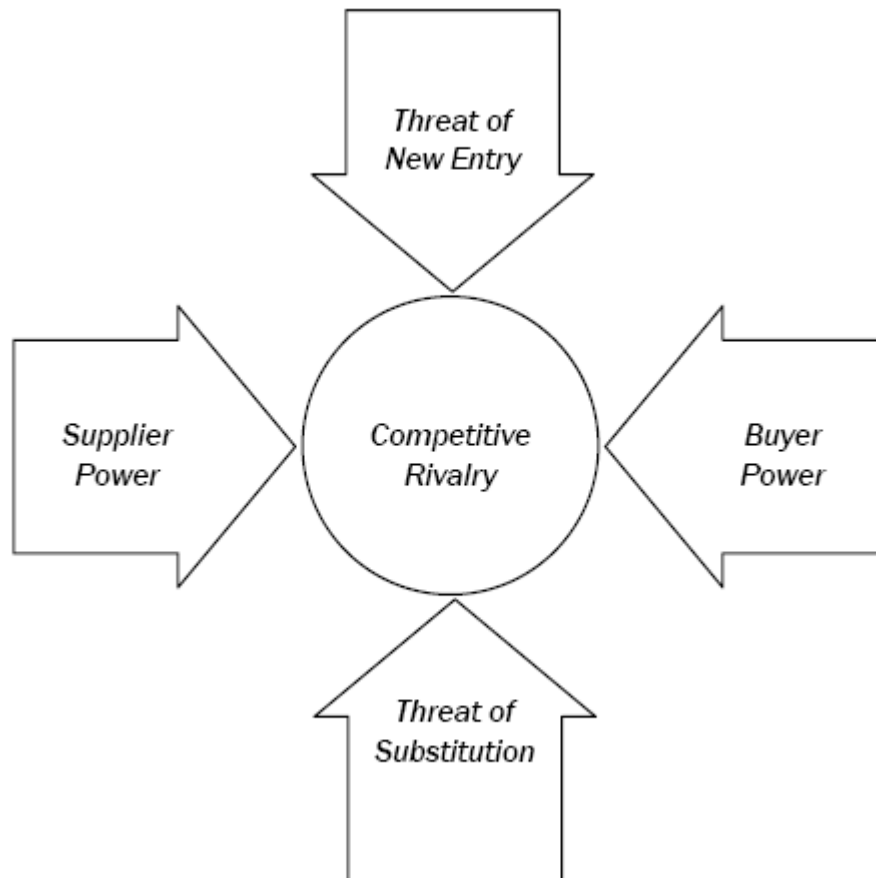 Threat of
New Entry
Supplier
Power
Competitive
Rivalry
Buyer
Power
Threat of
Substitution